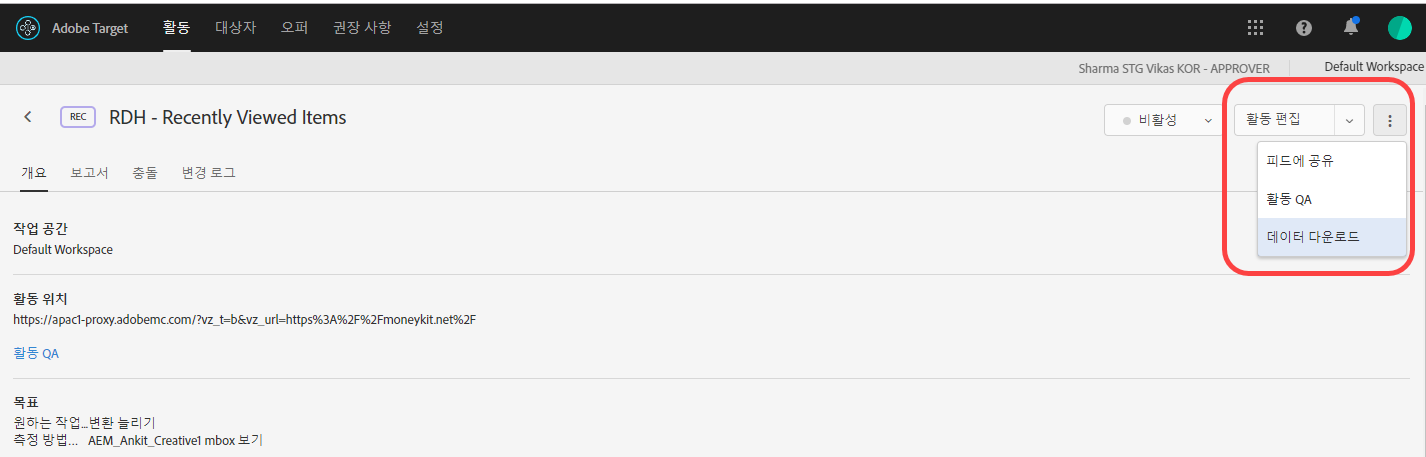 Adobe Target 활동 대상자 오퍼 권장 사항 설정
Sharma STG Vikas KOR - APPROVER Default Workspace
REC RDH - Recently Viewed Items 비활성 활동 편집
피드에 공유
활동 QA
데이터 다운로드
개요 보고서 충돌 변경 로그
작업 공간
Default Workspace
활동 위치
https://apac1-proxy.adobemc.com/?vz_t=b&vz_url=https%3A%2F%2Fmoneykit.net%2F
활동 QA
목표
원하는 작업...변환 늘리기
측정 방법... AEM_Ankit_Creative1 mbox 보기